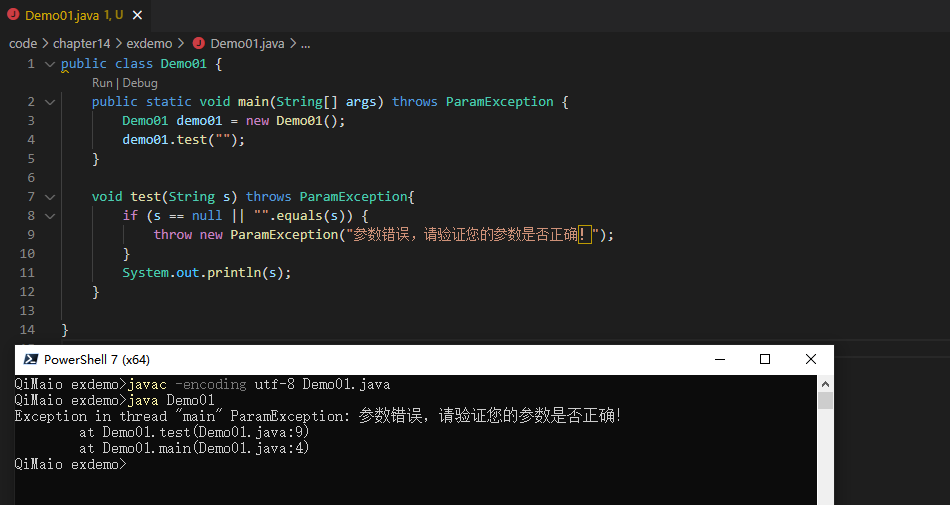 Demo01.java 1, U
code > chapter14 > exdemo > Demo01.java > ...
1 public class Demo01 {
Run | Debug
2 public static void main(String[] args) throws ParamException {
3 Demo01 demo01 = new Demo01();
4 demo01.test("");
5 }
6
7 void test(String s) throws ParamException{
8 if (s == null || "".equals(s)) {
9 throw new ParamException("参数错误，请验证您的参数是否正确！");
10 }
11 System.out.println(s);
12 }
13
14 }
PowerShell 7 (x64)
QiMaio exdemo>javac -encoding utf-8 Demo01.java
QiMaio exdemo>java Demo01
Exception in thread "main" ParamException: 参数错误，请验证您的参数是否正确！
at Demo01.test(Demo01.java:9)
at Demo01.main(Demo01.java:4)
QiMaio exdemo>